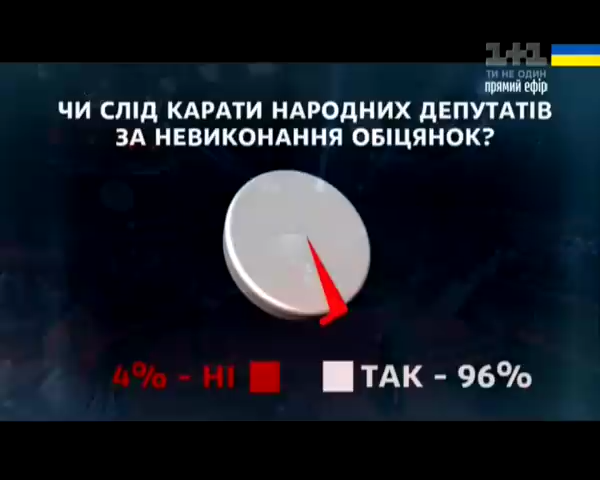 1+1
ТИ НЕ ОДИН
прямий ефір
ЧИ СЛІД КАРАТИ НАРОДНИХ ДЕПУТАТІВ
ЗА НЕВИКОНАННЯ ОБІЦЯНОК?
4% - НІ
ТАК - 96%